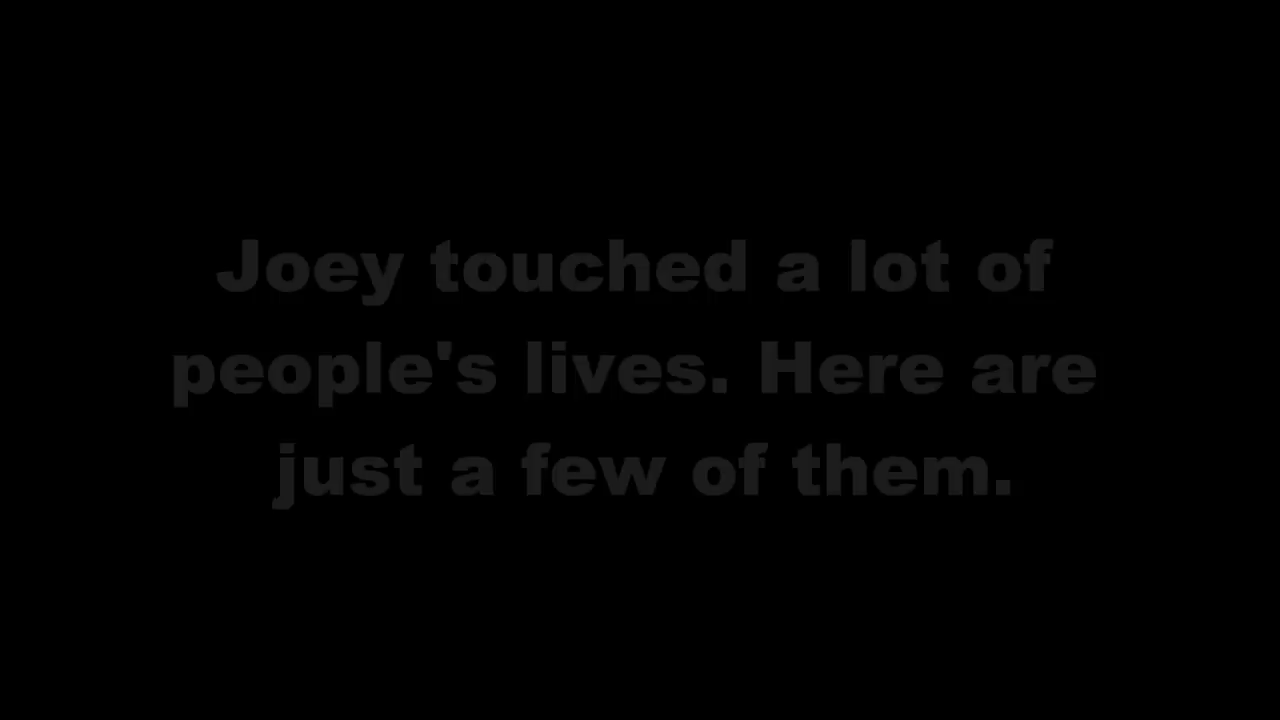 Joey touched a lot of
people's lives. Here are
just a few of them.